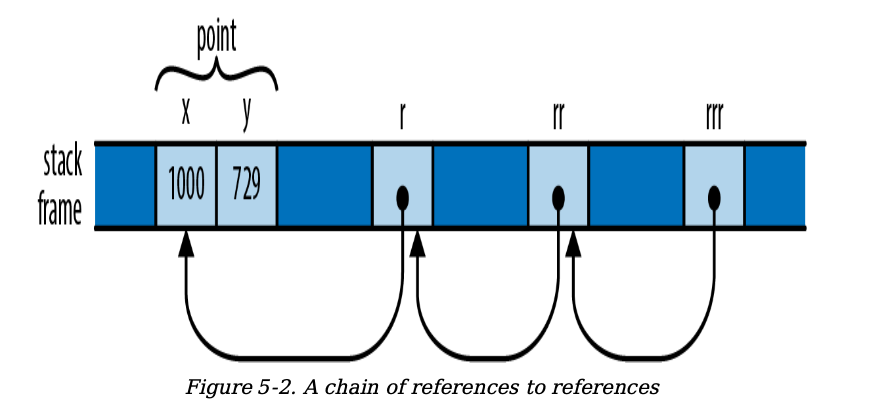 point
x y r rr rrr
stack
frame
1000 729
Figure 5-2. A chain of references to references